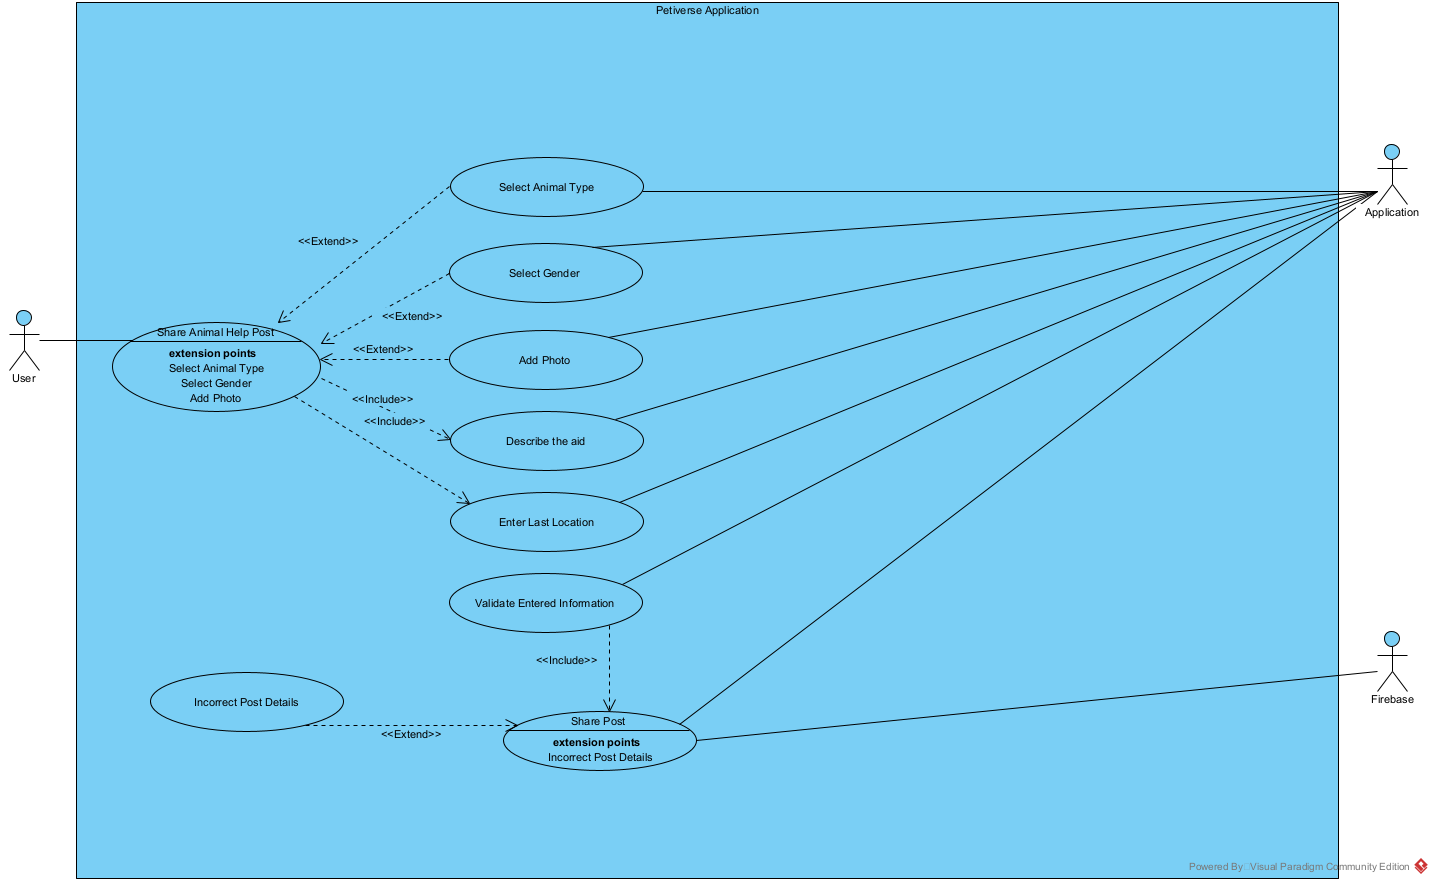 Petiverse Application
Select Animal Type
Application
<<Extend>>
Select Gender
<<Extend>>
Share Animal Help Post
extension points
Select Animal Type
Select Gender
Add Photo
User
<<Extend>>
Add Photo
<<Include>>
<<Include>>
Describe the aid
Enter Last Location
Validate Entered Information
<<Include>>
Incorrect Post Details
<<Extend>>
Share Post
extension points
Incorrect Post Details
Firebase
Powered By: Visual Paradigm Community Edition